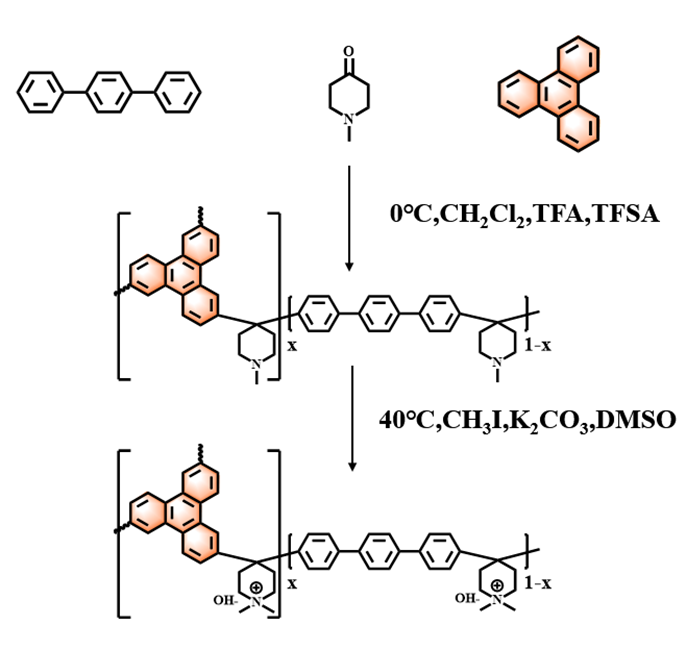 O
N
0°C,CH₂Cl₂,TFA,TFSA
x
N
N
1-x
40°C,CH₃I,K₂CO₃,DMSO
x
1-x
OH- N ⊕
OH- N ⊕